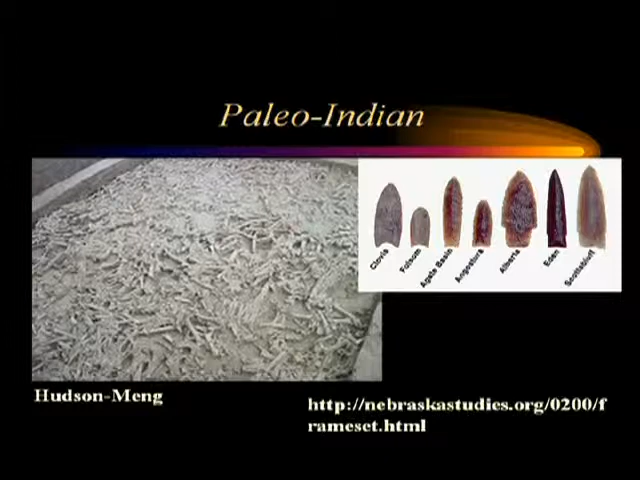 Paleo-Indian
Clovis
Folsom
Agate Basin
Angostura
Alberta
Eden
Scottsbluff
Hudson-Meng
http://nebraskastudies.org/0200/f
rameset.html